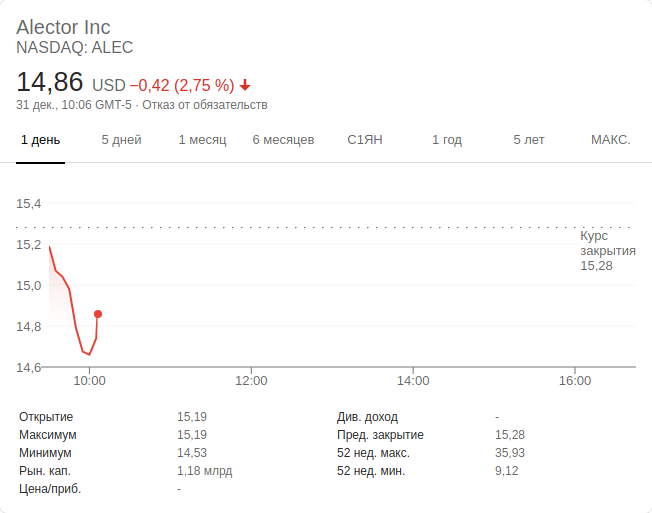 Alector Inc
NASDAQ: ALEC
14,86 USD −0,42 (2,75 %)
31 дек., 10:06 GMT-5 · Отказ от обязательств
1 день 5 дней 1 месяц 6 месяцев С1ЯН 1 год 5 лет МАКС.
15,4
15,2
15,0
14,8
14,6
Курс
закрытия
15,28
10:00 12:00 14:00 16:00
Открытие 15,19 Див. доход -
Максимум 15,19 Пред. закрытие 15,28
Минимум 14,53 52 нед. макс. 35,93
Рын. кап. 1,18 млрд 52 нед. мин. 9,12
Цена/приб. -